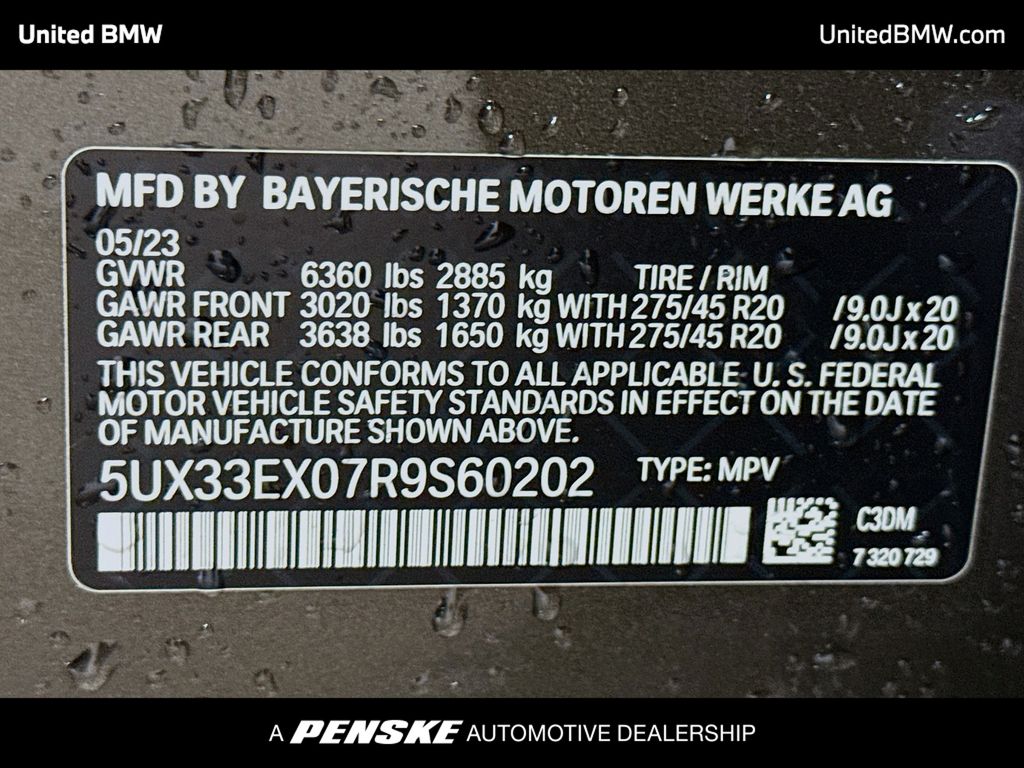 United BMW
UnitedBMW.com
MFD BY BAYERISCHE MOTOREN WERKE AG
05/23
GVWR 6360 lbs 2885 kg TIRE / RIM
GAWR FRONT 3020 lbs 1370 kg WITH 275/45 R20 /9.0J x 20
GAWR REAR 3638 lbs 1650 kg WITH 275/45 R20 /9.0J x 20
THIS VEHICLE CONFORMS TO ALL APPLICABLE U. S. FEDERAL
MOTOR VEHICLE SAFETY STANDARDS IN EFFECT ON THE DATE
OF MANUFACTURE SHOWN ABOVE.
5UX33EX07R9S60202 TYPE: MPV
C3DM
7 320 729
A PENSKE AUTOMOTIVE DEALERSHIP